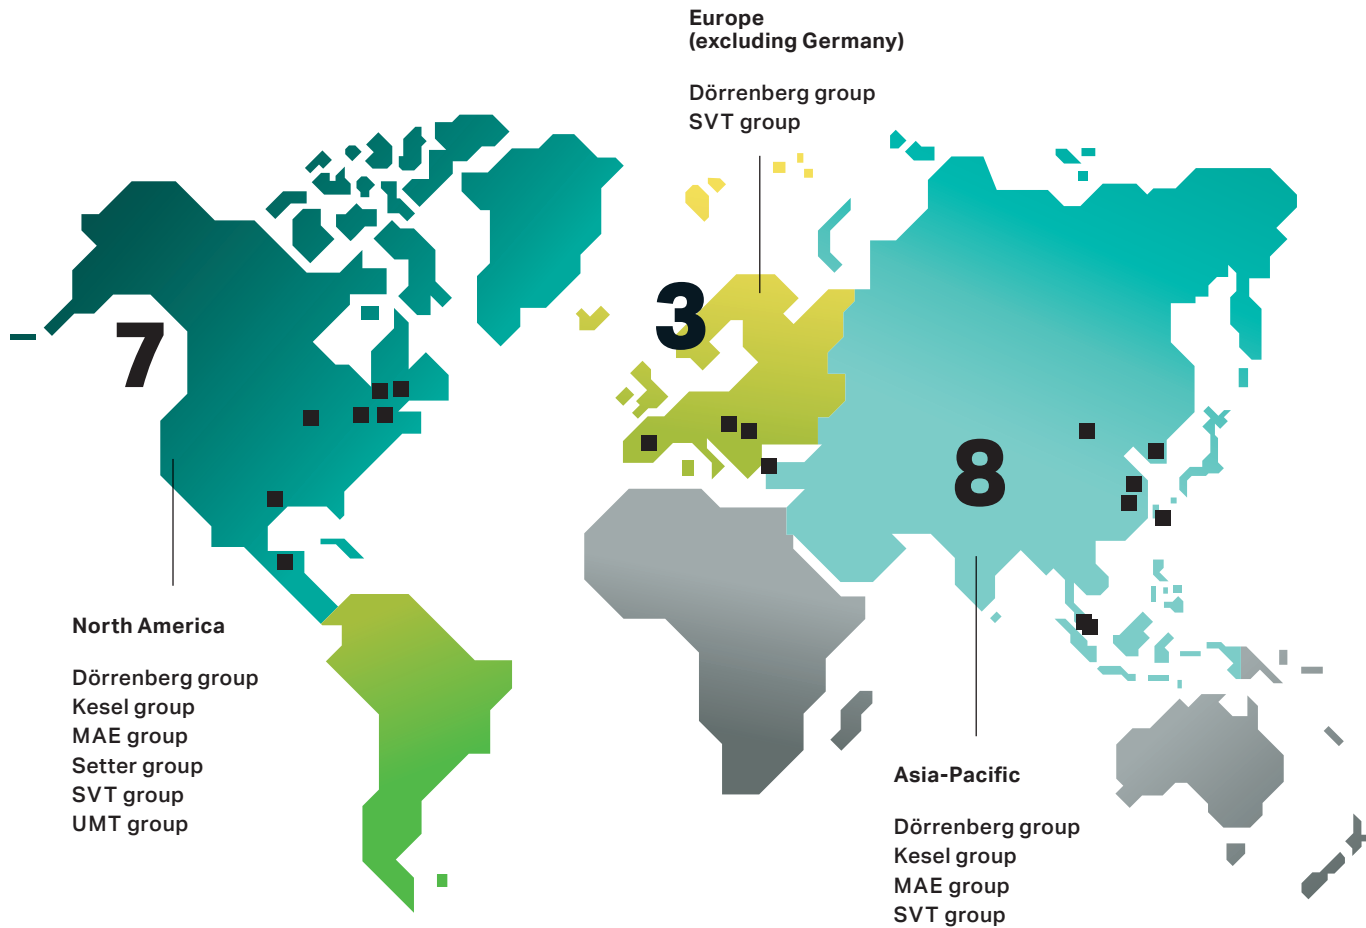 Europe
(excluding Germany)
Dörrenberg group
SVT group
7
3
8
North America
Dörrenberg group
Kesel group
MAE group
Setter group
SVT group
UMT group
Asia-Pacific
Dörrenberg group
Kesel group
MAE group
SVT group